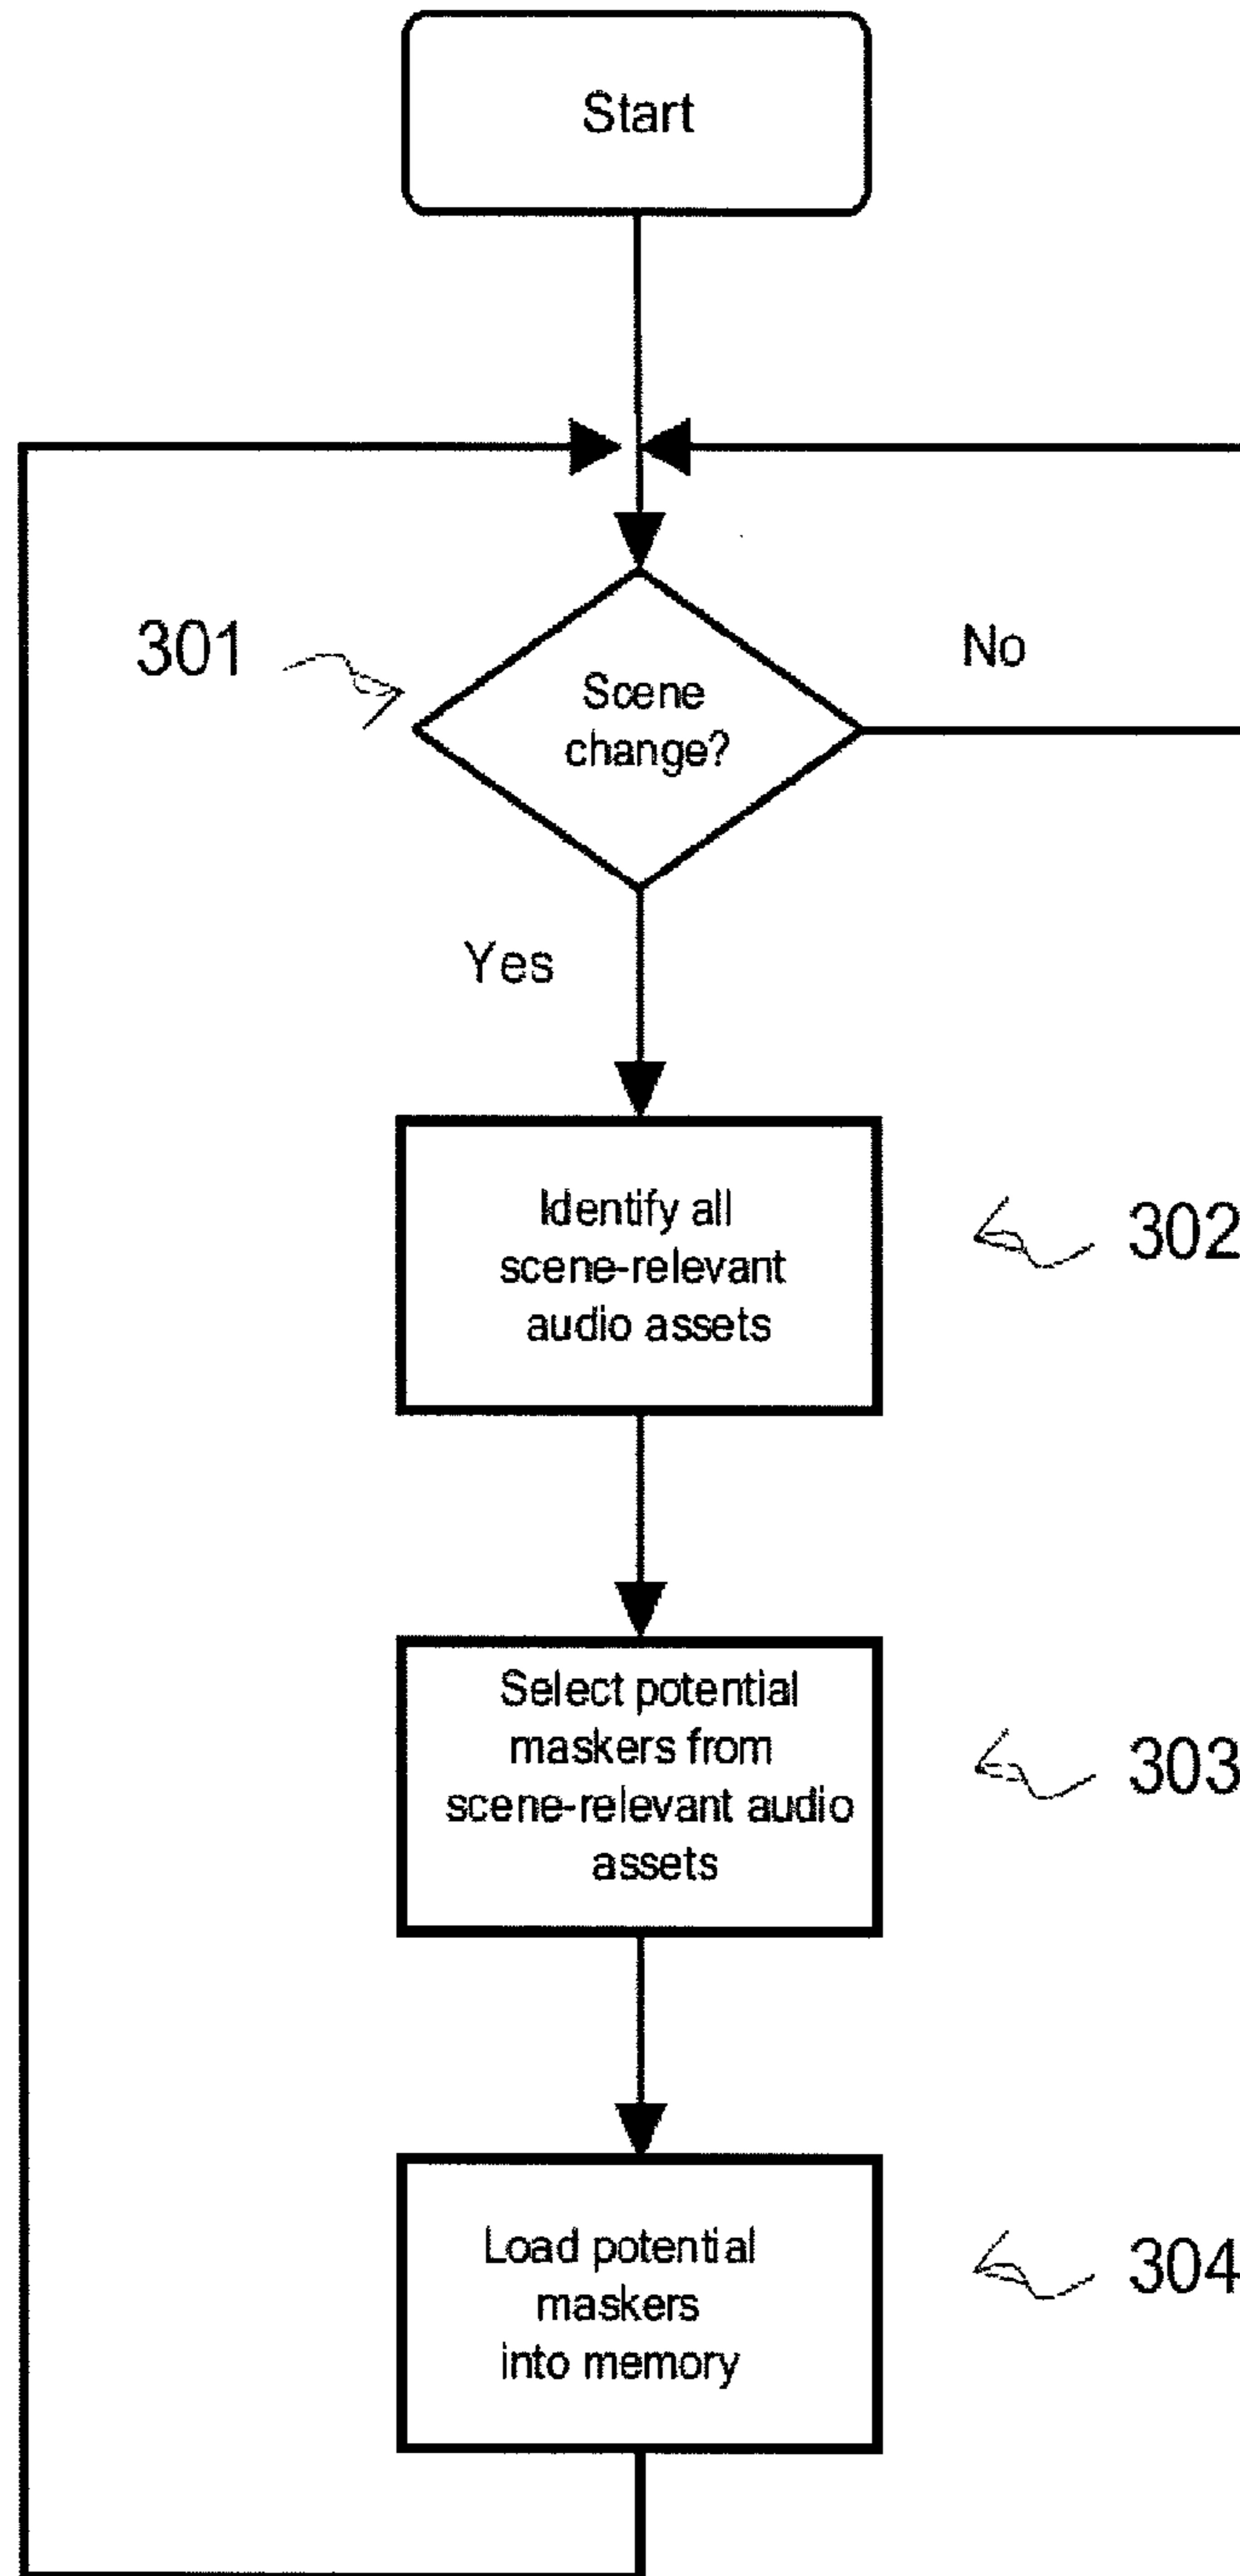 Start
301
Scene
change?
No
Yes
Identify all
scene-relevant
audio assets
302
Select potential
maskers from
scene-relevant audio
assets
303
Load potential
maskers
into memory
304